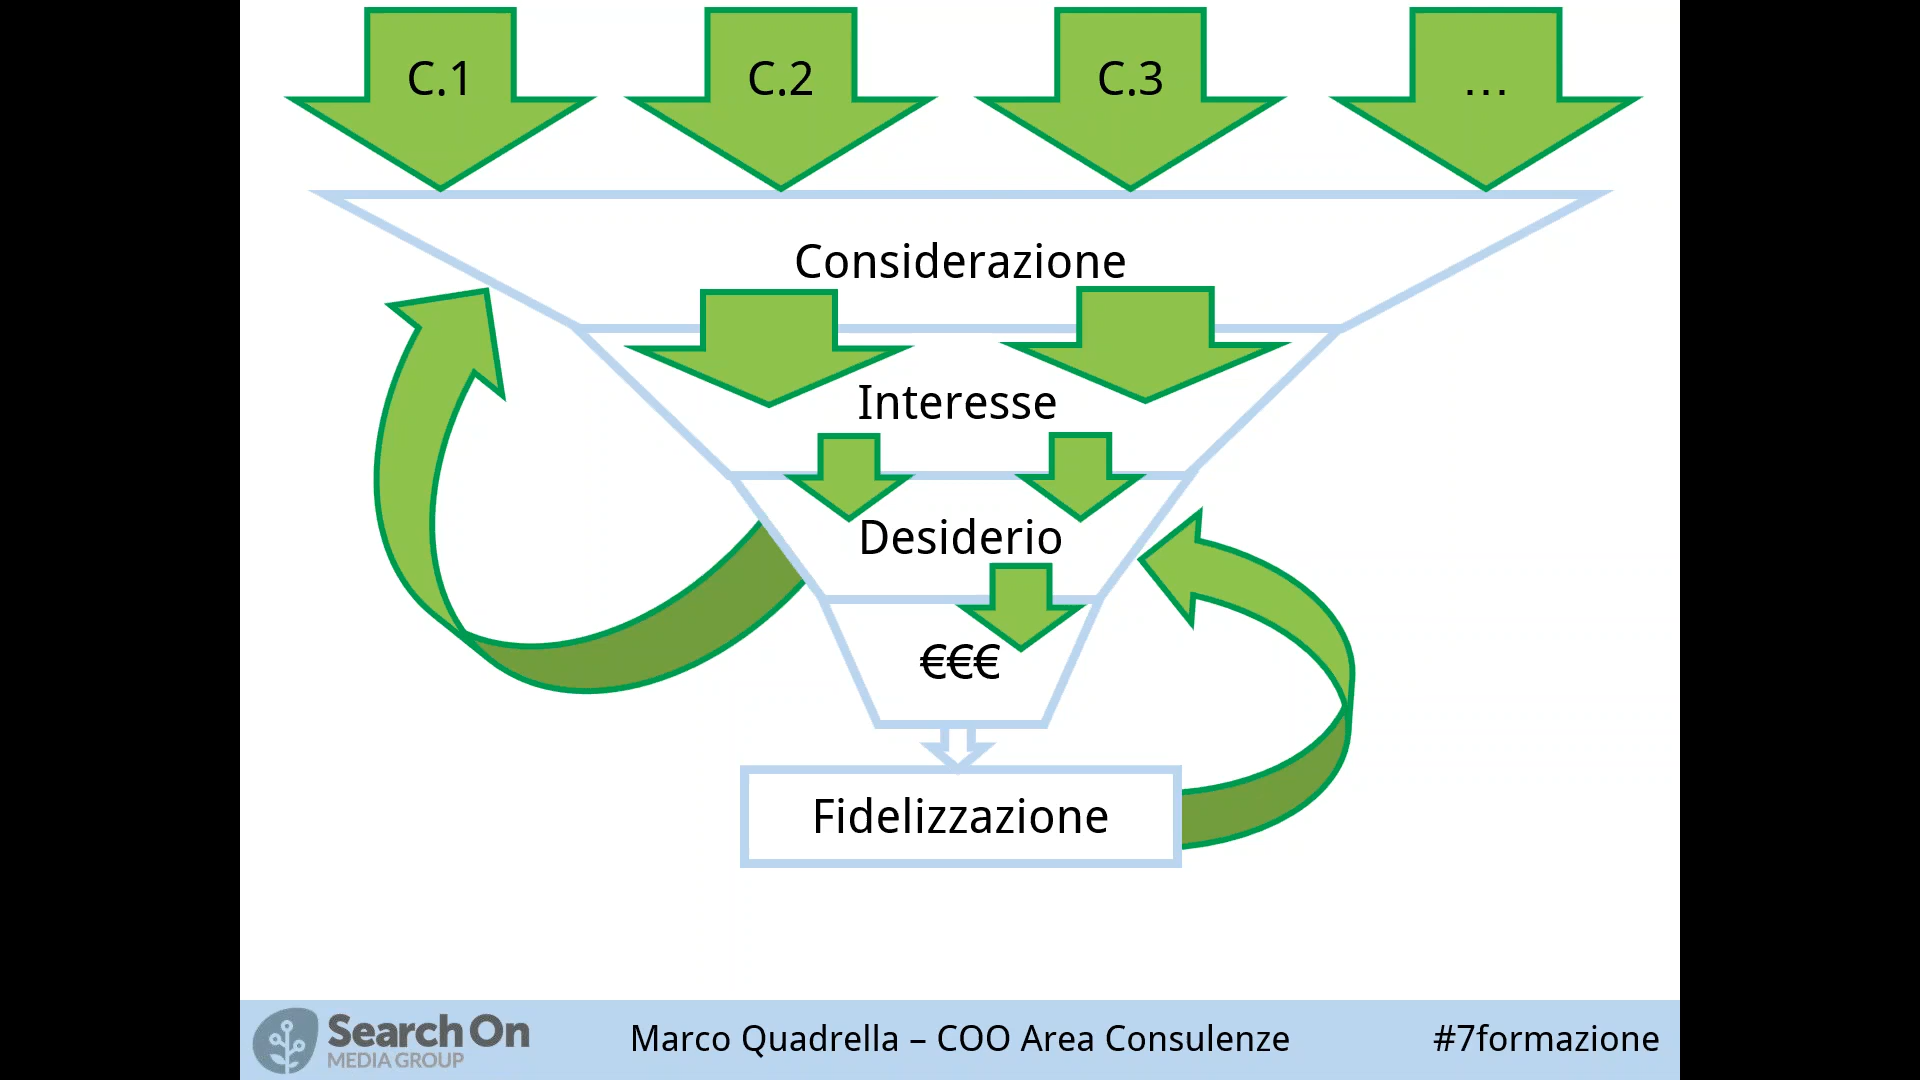 C.1
C.2
C.3
...
Considerazione
Interesse
Desiderio
€€€
Fidelizzazione
Search On
MEDIA GROUP
Marco Quadrella – COO Area Consulenze
#7formazione